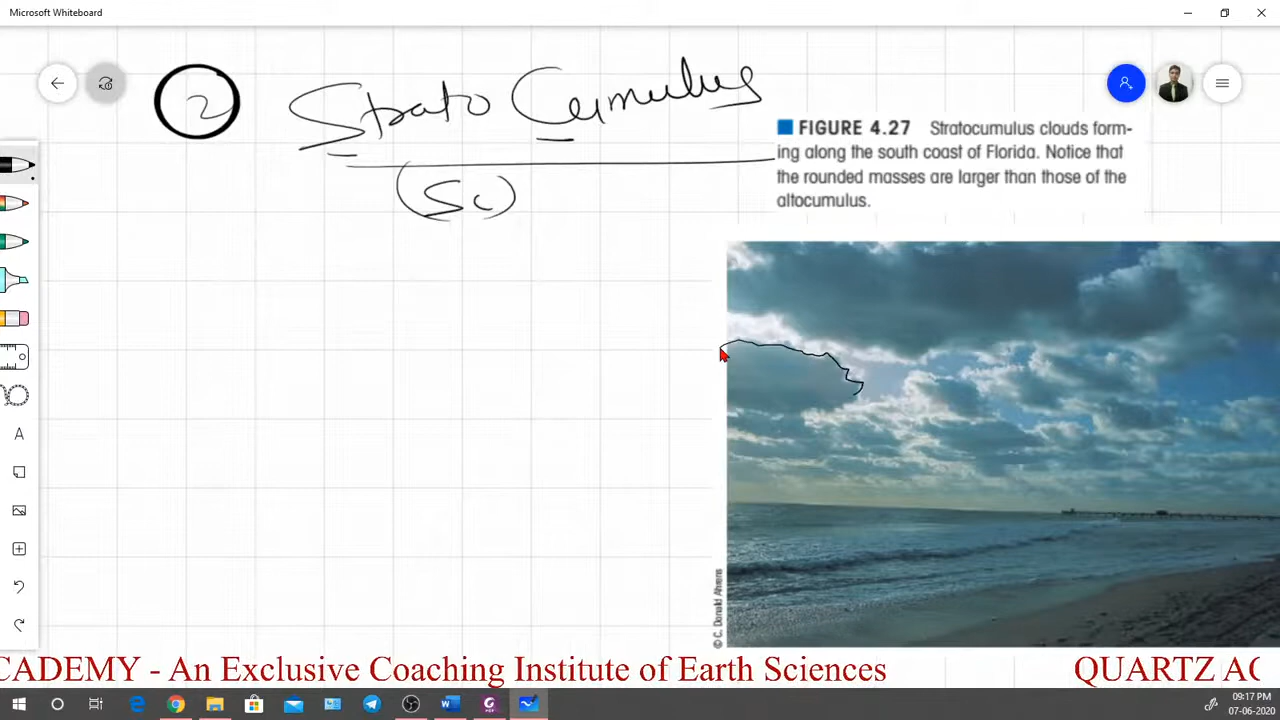 Microsoft Whiteboard
2
Strato Cumulus
(Sc)
FIGURE 4.27 Stratocumulus clouds form-
ing along the south coast of Florida. Notice that
the rounded masses are larger than those of the
altocumulus.
© C. Donald Ahrens
A
CADEMY - An Exclusive Coaching Institute of Earth Sciences QUARTZ AC
09:17 PM
07-06-2020